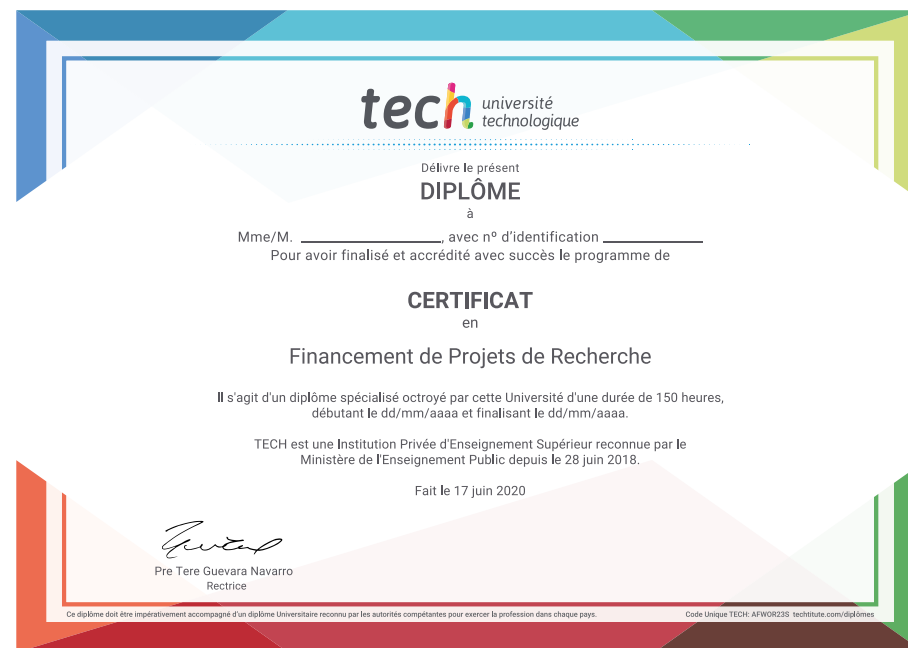 tech université
technologique
Délivre le présent
DIPLÔME
à
Mme/M. ____________________, avec nº d'identification ______________
Pour avoir finalisé et accrédité avec succès le programme de
CERTIFICAT
en
Financement de Projets de Recherche
Il s'agit d'un diplôme spécialisé octroyé par cette Université d'une durée de 150 heures,
débutant le dd/mm/aaaa et finalisant le dd/mm/aaaa.
TECH est une Institution Privée d'Enseignement Supérieur reconnue par le
Ministère de l'Enseignement Public depuis le 28 juin 2018.
Fait le 17 juin 2020
Pre Tere Guevara Navarro
Rectrice
Ce diplôme doit être impérativement accompagné d'un diplôme Universitaire reconnu par les autorités compétentes pour exercer la profession dans chaque pays.
Code Unique TECH: AFWOR23S techtitute.com/diplômes